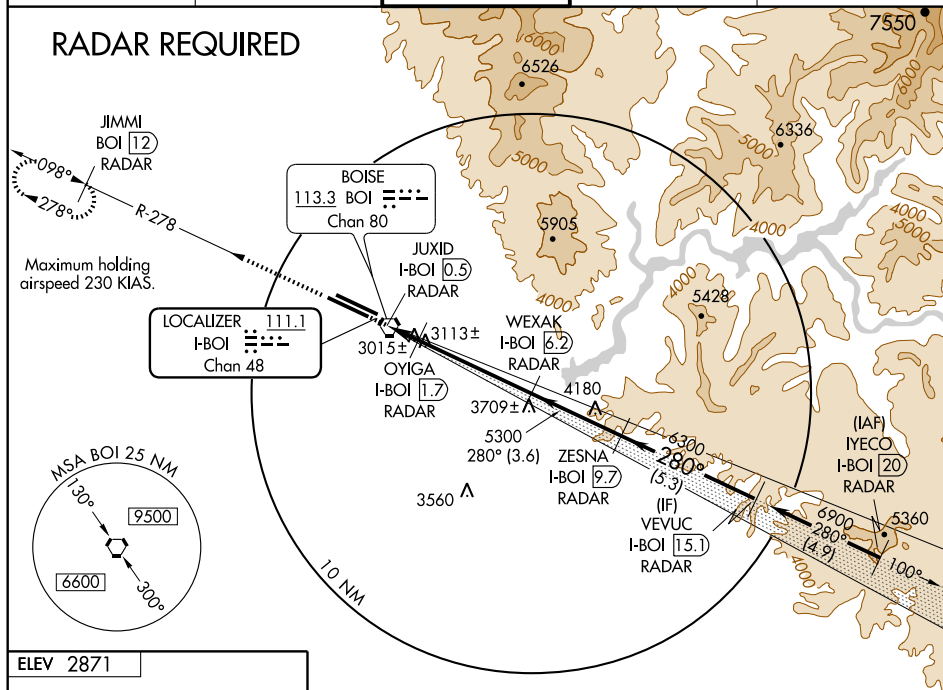 RADAR REQUIRED
7550
6000
6526
6336
6000
5000
5000
5905
4000
4000
5000
4000
4000
5428
JIMMI
BOI 12
RADAR
098°
278°
R-278
Maximum holding
airspeed 230 KIAS.
BOISE
113.3 BOI
Chan 80
JUXID
I-BOI 0.5
RADAR
LOCALIZER 111.1
I-BOI
Chan 48
3015±
3113±
OYIGA
I-BOI 1.7
RADAR
WEXAK
I-BOI 6.2
RADAR
4180
3709±
5300
280° (3.6)
ZESNA
I-BOI 9.7
RADAR
6300
280°
(5.3)
(IF)
VEVUC
I-BOI 15.1
RADAR
(IAF)
IYECO
I-BOI 20
RADAR
6900
280°
(4.9)
5360
100°
4000
3560
10 NM
MSA BOI 25 NM
130°
9500
6600
300°
ELEV 2871